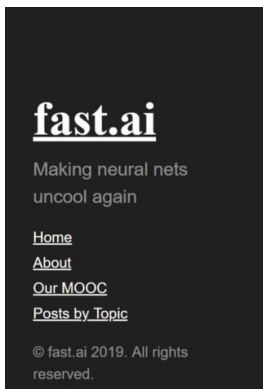 fast.ai
Making neural nets
uncool again
Home
About
Our MOOC
Posts by Topic
© fast.ai 2019. All rights
reserved.